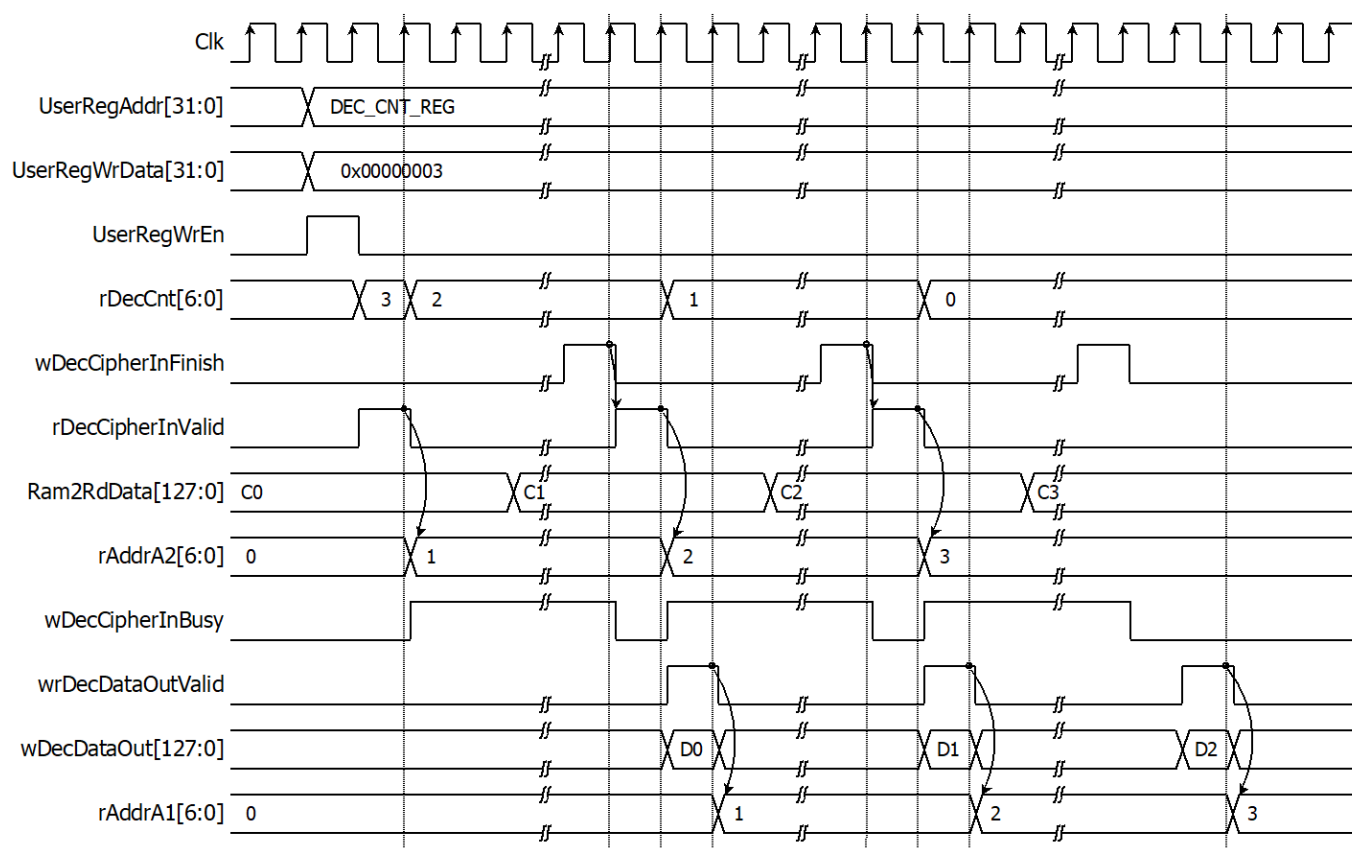 Clk
UserRegAddr[31:0] DEC_CNT_REG
UserRegWrData[31:0] 0x00000003
UserRegWrEn
rDecCnt[6:0] 3 2 1 0
wDecCipherInFinish
rDecCipherInValid
Ram2RdData[127:0] C0 C1 C2 C3
rAddrA2[6:0] 0 1 2 3
wDecCipherInBusy
wrDecDataOutValid
wDecDataOut[127:0] D0 D1 D2
rAddrA1[6:0] 0 1 2 3